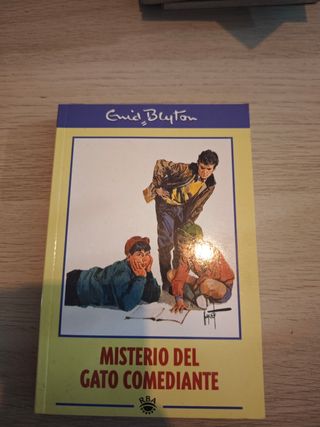 Enid Blyton
MISTERIO DEL
GATO COMEDIANTE
RBA